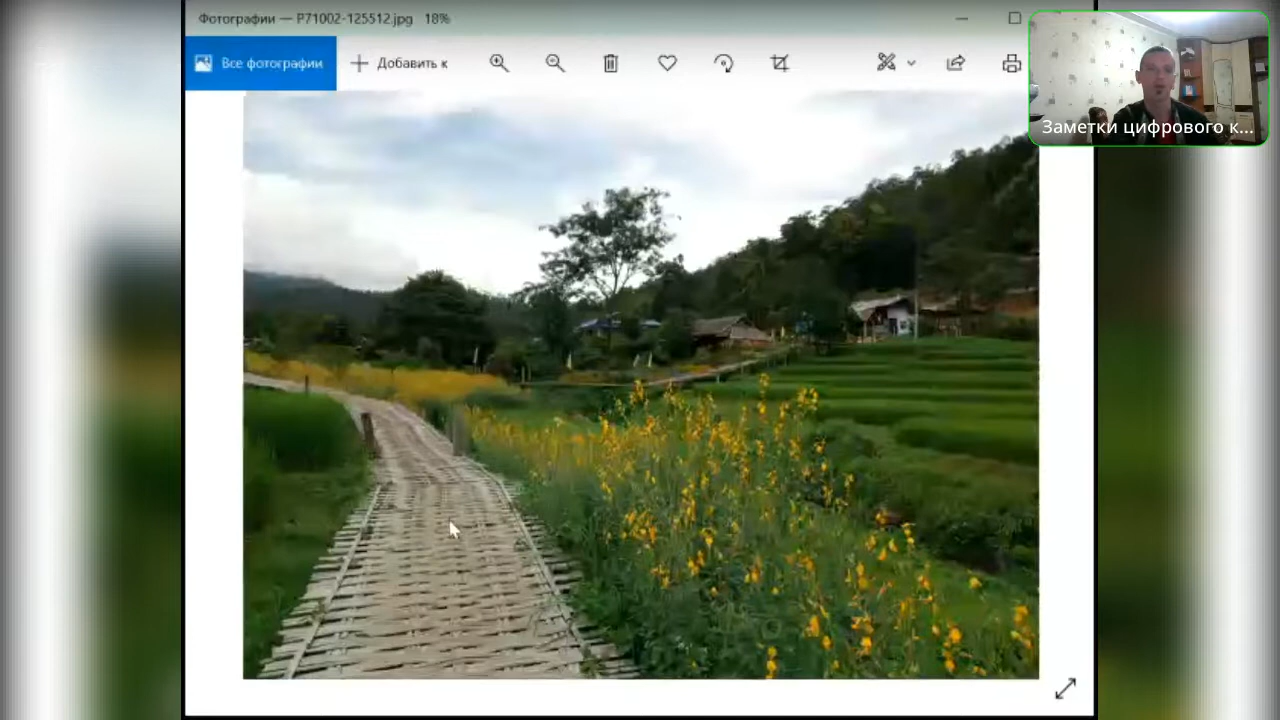 Фотографии — P71002-125512.jpg 18%
Все фотографии
Добавить к
Заметки цифрового к...